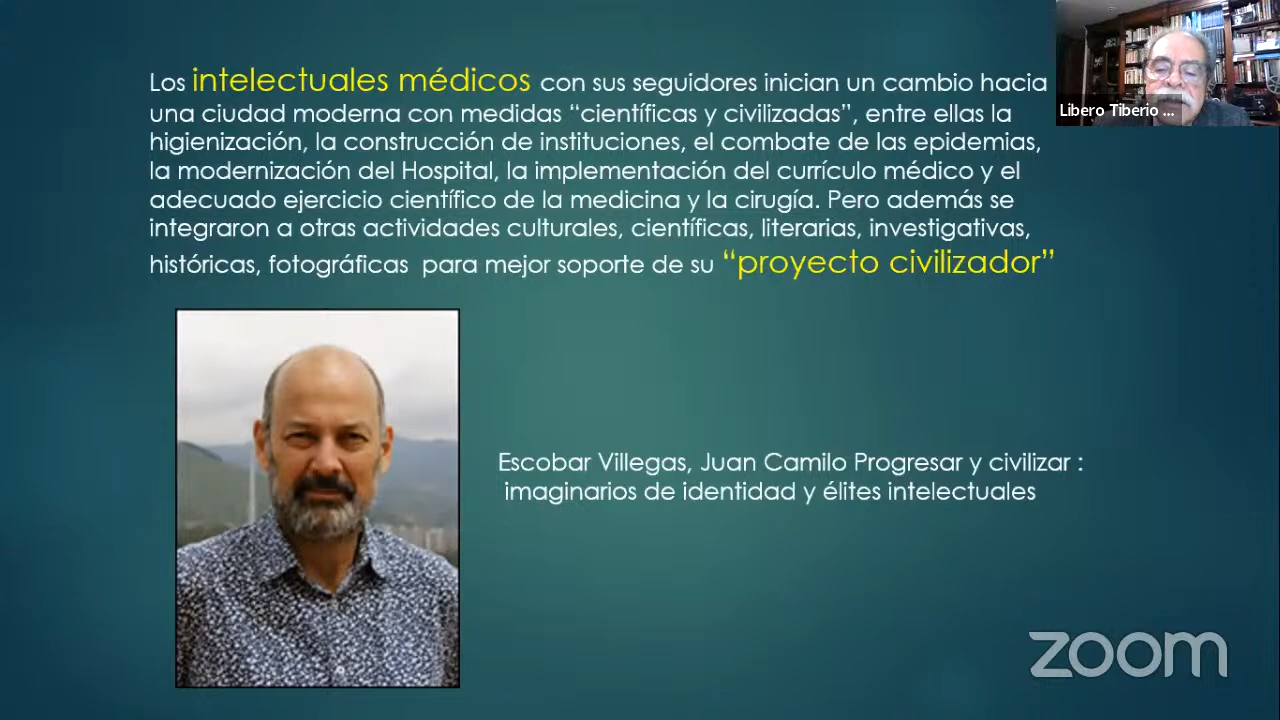 Los intelectuales médicos con sus seguidores inician un cambio hacia
una ciudad moderna con medidas “científicas y civilizadas”, entre ellas la
higienización, la construcción de instituciones, el combate de las epidemias,
la modernización del Hospital, la implementación del currículo médico y el
adecuado ejercicio científico de la medicina y la cirugía. Pero además se
integraron a otras actividades culturales, científicas, literarias, investigativas,
históricas, fotográficas para mejor soporte de su “proyecto civilizador”
Libero Tiberio ...
Escobar Villegas, Juan Camilo Progresar y civilizar :
imaginarios de identidad y élites intelectuales
zoom